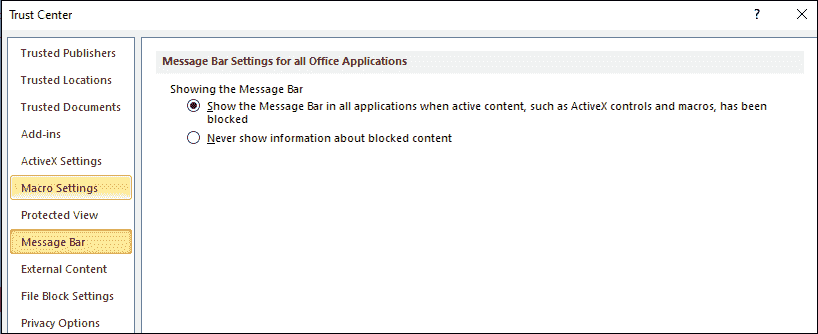 Trust Center
?
Trusted Publishers
Trusted Locations
Trusted Documents
Add-ins
ActiveX Settings
Macro Settings
Protected View
Message Bar
External Content
File Block Settings
Privacy Options
Message Bar Settings for all Office Applications
Showing the Message Bar
Show the Message Bar in all applications when active content, such as ActiveX controls and macros, has been
blocked
Never show information about blocked content